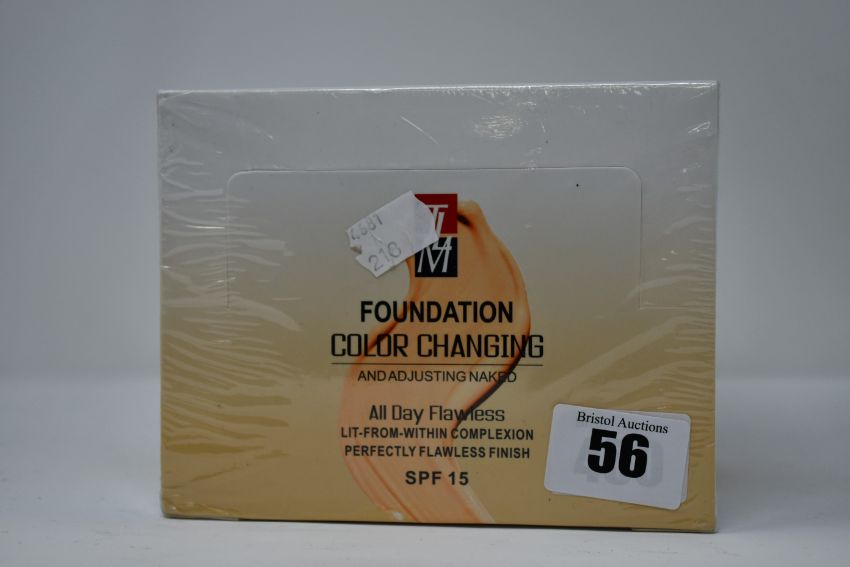 4681
216
TLM
FOUNDATION
COLOR CHANGING
AND ADJUSTING NAKED
All Day Flawless
LIT-FROM-WITHIN COMPLEXION
PERFECTLY FLAWLESS FINISH
SPF 15
Bristol Auctions
56